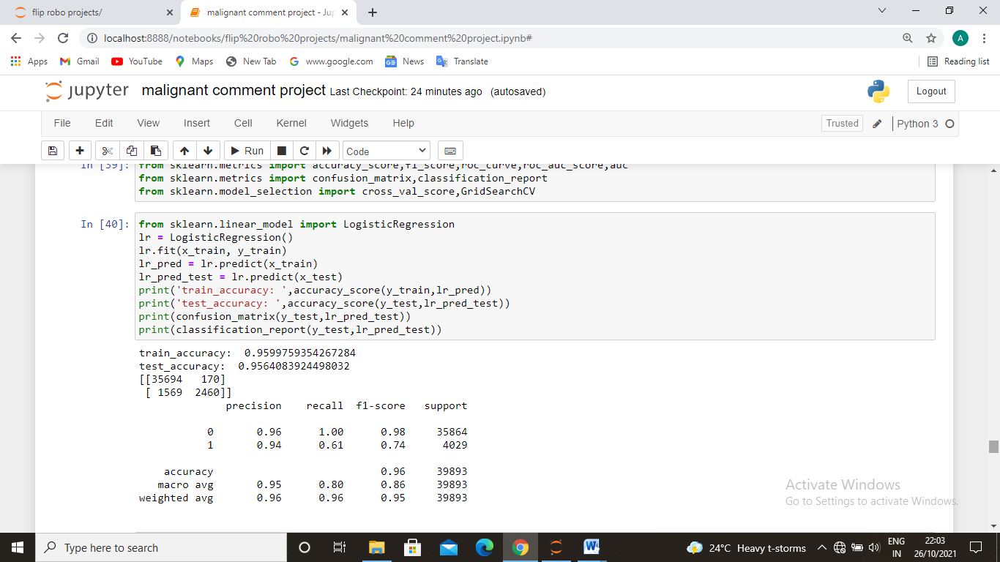 flip robo projects/
malignant comment project - Jup
localhost:8888/notebooks/flip%20robo%20projects/malignant%20comment%20project.ipynb#
A
Apps Gmail YouTube Maps New Tab www.google.com News Translate Reading list
jupyter malignant comment project Last Checkpoint: 24 minutes ago (autosaved) Logout
File Edit View Insert Cell Kernel Widgets Help Trusted Python 3
Run Code
In [39]: from sklearn.metrics import accuracy_score,f1_score,roc_curve,roc_auc_score,auc
from sklearn.metrics import confusion_matrix,classification_report
from sklearn.model_selection import cross_val_score,GridSearchCV
In [40]: from sklearn.linear_model import LogisticRegression
lr = LogisticRegression()
lr.fit(x_train, y_train)
lr_pred = lr.predict(x_train)
lr_pred_test = lr.predict(x_test)
print('train_accuracy: ',accuracy_score(y_train,lr_pred))
print('test_accuracy: ',accuracy_score(y_test,lr_pred_test))
print(confusion_matrix(y_test,lr_pred_test))
print(classification_report(y_test,lr_pred_test))
train_accuracy:  0.9599759354267284
test_accuracy:  0.9564083924498032
[[35694   170]
 [ 1569  2460]]
precision recall f1-score support
0 0.96 1.00 0.98 35864
1 0.94 0.61 0.74 4029
accuracy 0.96 39893
macro avg 0.95 0.80 0.86 39893
weighted avg 0.96 0.96 0.95 39893
Activate Windows
Go to Settings to activate Windows.
Type here to search
24°C Heavy t-storms
ENG
IN
22:03
26/10/2021